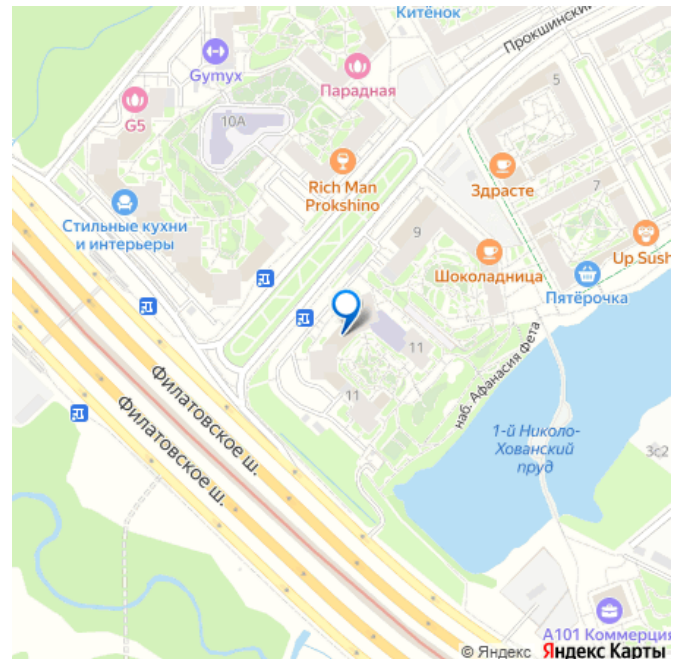 Китёнок
Прокшинский
Gymyx
Парадная
5
G5
10А
Rich Man
Prokshino
Здрасте
7
Стильные кухни
и интерьеры
9
Шоколадница
Up Sush
Пятёрочка
11
наб. Афанасия Фета
11
Филатовское ш.
Филатовское ш.
1-й Николо-
Хованский
пруд
3с2
А101 Коммерция
© Яндекс Яндекс Карты